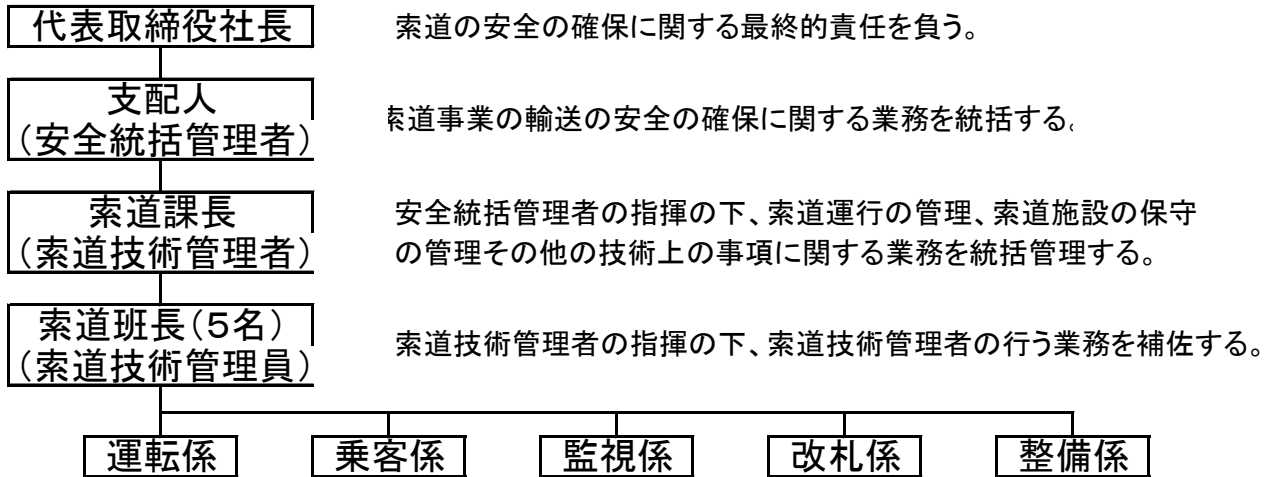 代表取締役社長 索道の安全の確保に関する最終的責任を負う。
支配人
（安全統括管理者） 索道事業の輸送の安全の確保に関する業務を統括する。
索道課長 安全統括管理者の指揮の下、索道運行の管理、索道施設の保守
（索道技術管理者） の管理その他の技術上の事項に関する業務を統括管理する。
索道班長（５名）
（索道技術管理員） 索道技術管理者の指揮の下、索道技術管理者の行う業務を補佐する。
運転係 乗客係 監視係 改札係 整備係